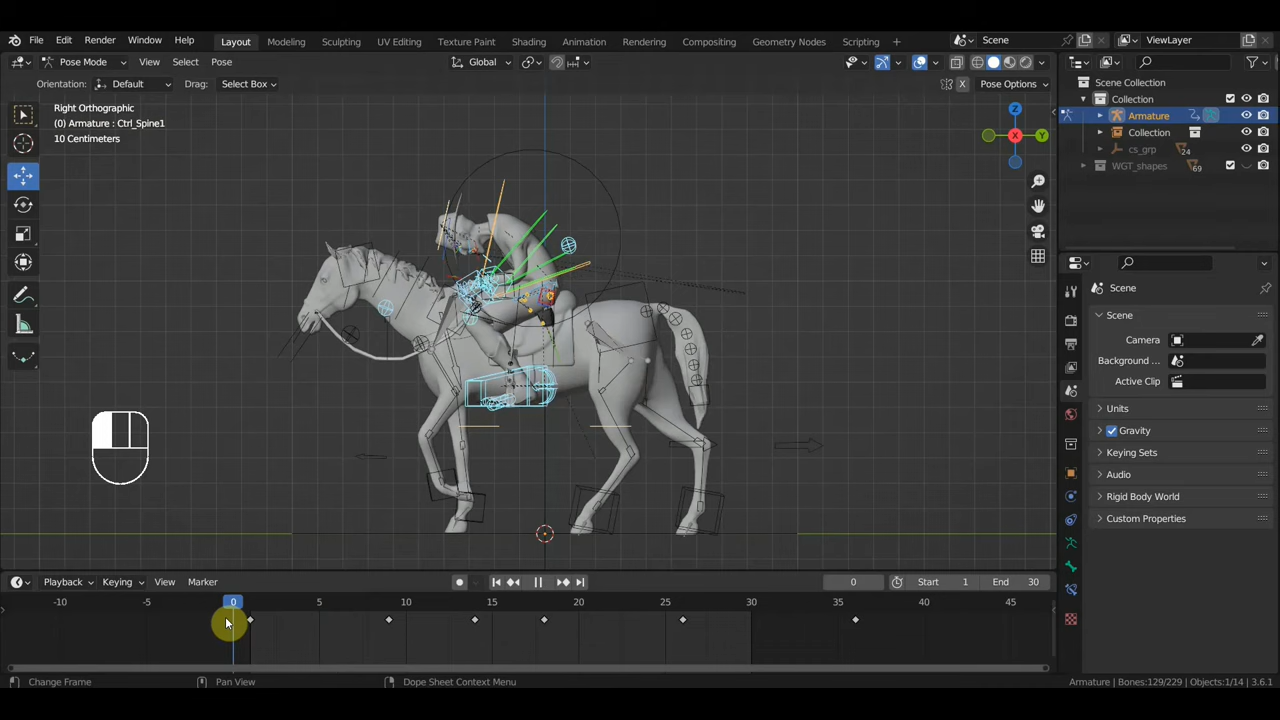 File Edit Render Window Help Layout Modeling Sculpting UV Editing Texture Paint Shading Animation Rendering Compositing Geometry Nodes Scripting + Scene ViewLayer
Pose Mode View Select Pose Global
Orientation: Default Drag: Select Box X Pose Options
Right Orthographic
(0) Armature : Ctrl_Spine1
10 Centimeters
Z
X
Y
Scene Collection
Collection
Armature
Collection
cs_grp 24
WGT_shapes 69
Scene
Scene
Camera
Background ...
Active Clip
Units
Gravity
Keying Sets
Audio
Rigid Body World
Custom Properties
Playback Keying View Marker 0 Start 1 End 30
-10 -5 0 5 10 15 20 25 30 35 40 45
Change Frame Pan View Dope Sheet Context Menu Armature | Bones:129/229 | Objects:1/14 | 3.6.1